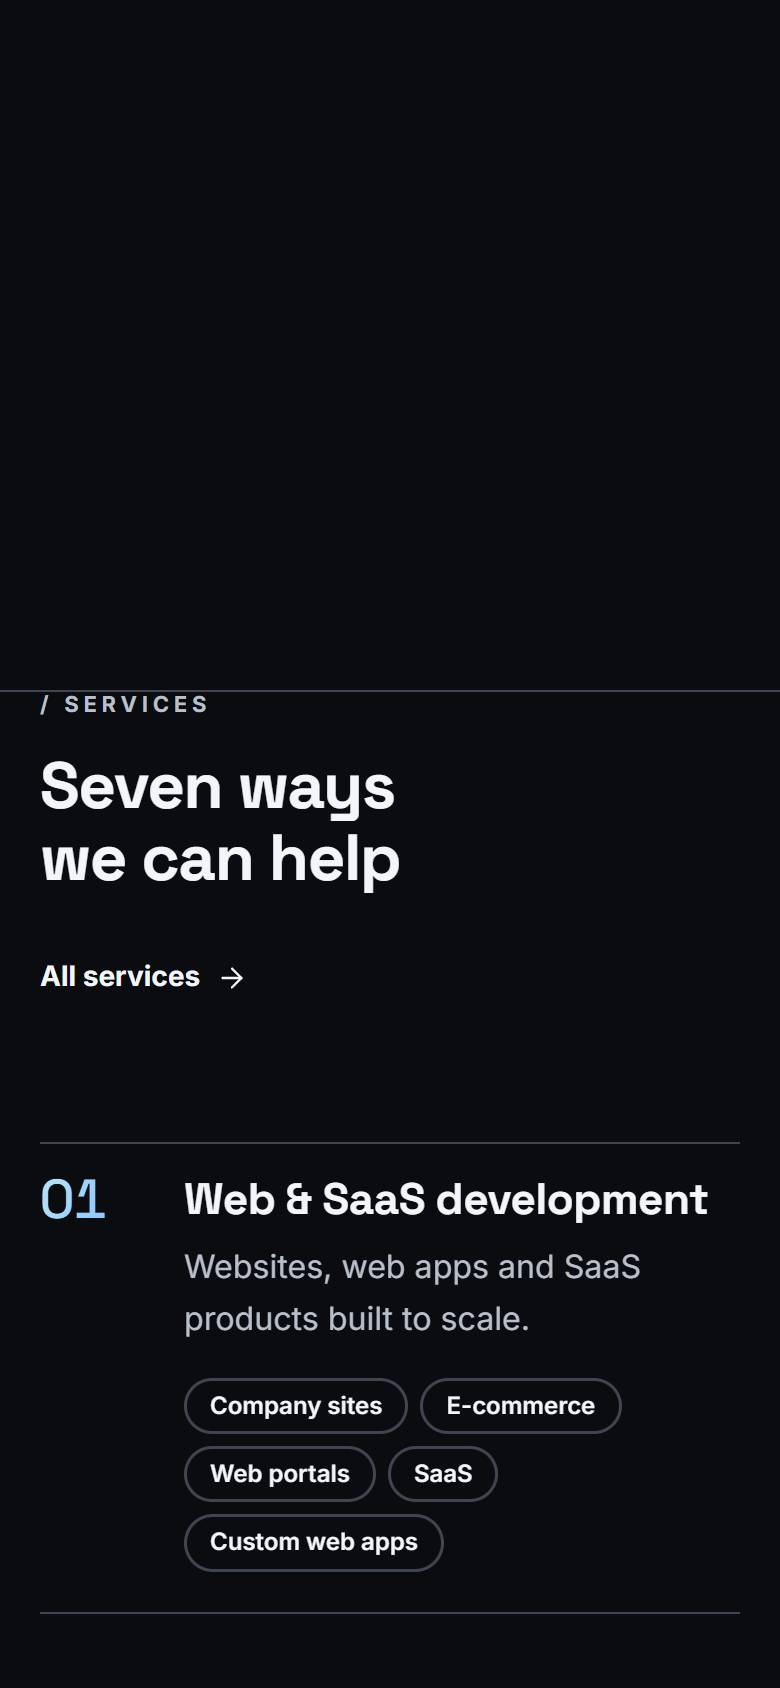 / SERVICES
Seven ways
we can help
All services →
01
Web & SaaS development
Websites, web apps and SaaS
products built to scale.
Company sites
E-commerce
Web portals
SaaS
Custom web apps